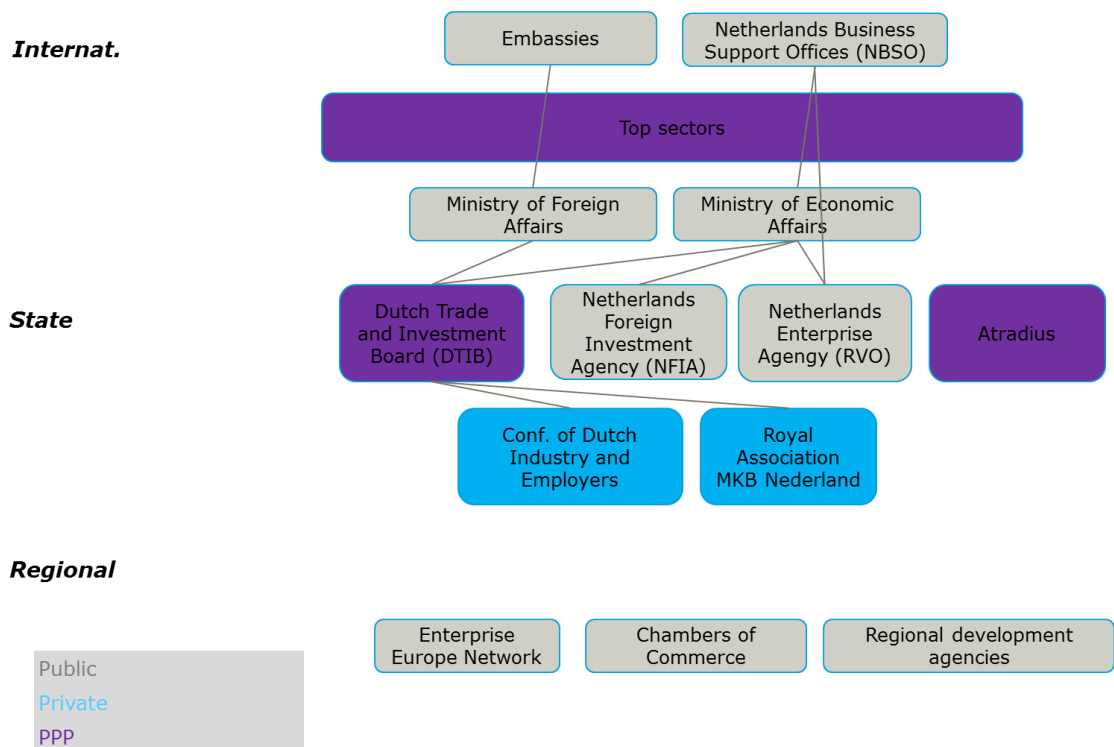 Internat.
Embassies
Netherlands Business
Support Offices (NBSO)
Top sectors
Ministry of Foreign
Affairs
Ministry of Economic
Affairs
State
Dutch Trade
and Investment
Board (DTIB)
Netherlands
Foreign
Investment
Agency (NFIA)
Netherlands
Enterprise
Agengy (RVO)
Atradius
Conf. of Dutch
Industry and
Employers
Royal
Association
MKB Nederland
Regional
Enterprise
Europe Network
Chambers of
Commerce
Regional development
agencies
Public
Private
PPP